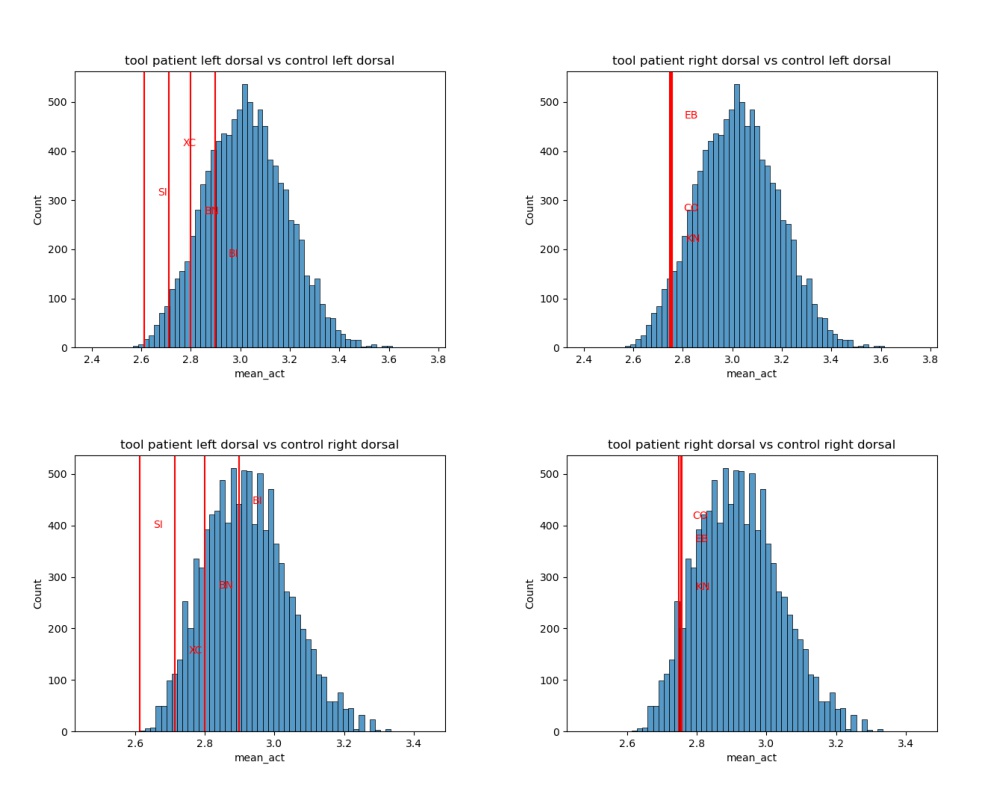 tool patient left dorsal vs control left dorsal
Count
500
400
300
200
100
0
XC
SI
BN
BI
2.4 2.6 2.8 3.0 3.2 3.4 3.6 3.8
mean_act
tool patient right dorsal vs control left dorsal
Count
500
400
300
200
100
0
EB
CG
KN
2.4 2.6 2.8 3.0 3.2 3.4 3.6 3.8
mean_act
tool patient left dorsal vs control right dorsal
Count
500
400
300
200
100
0
BI
SI
BN
XC
2.6 2.8 3.0 3.2 3.4
mean_act
tool patient right dorsal vs control right dorsal
Count
500
400
300
200
100
0
CG
EB
KN
2.6 2.8 3.0 3.2 3.4
mean_act